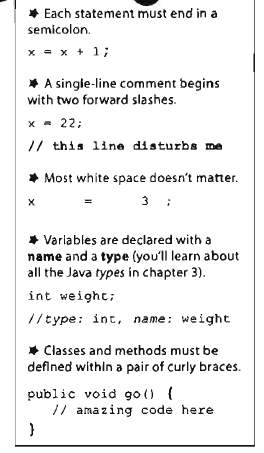 Each statement must end in a
semicolon.
x = x + 1;
A single-line comment begins
with two forward slashes.
x = 22;
// this line disturbs me
Most white space doesn't matter.
x = 3 ;
Variables are declared with a
name and a type (you'll learn about
all the Java types in chapter 3).
int weight;
//type: int, name: weight
Classes and methods must be
defined within a pair of curly braces.
public void go() {
// amazing code here
}